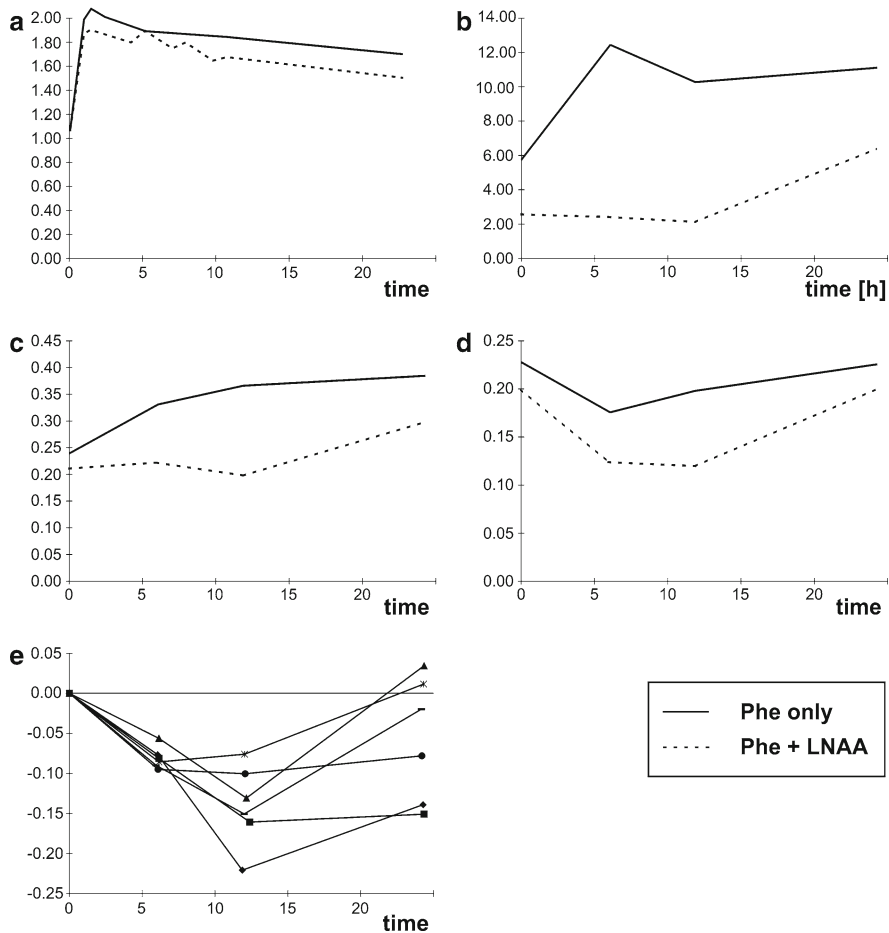 a
2.00
1.80
1.60
1.40
1.20
1.00
0.80
0.60
0.40
0.20
0.00
0 5 10 15 20
time
b
14.00
12.00
10.00
8.00
6.00
4.00
2.00
0.00
0 5 10 15 20
time [h]
c
0.45
0.40
0.35
0.30
0.25
0.20
0.15
0.10
0.05
0.00
0 5 10 15 20
time
d
0.25
0.20
0.15
0.10
0.05
0.00
0 5 10 15 20
time
e
0.05
0.00
-0.05
-0.10
-0.15
-0.20
-0.25
0 5 10 15 20
time
Phe only
Phe + LNAA